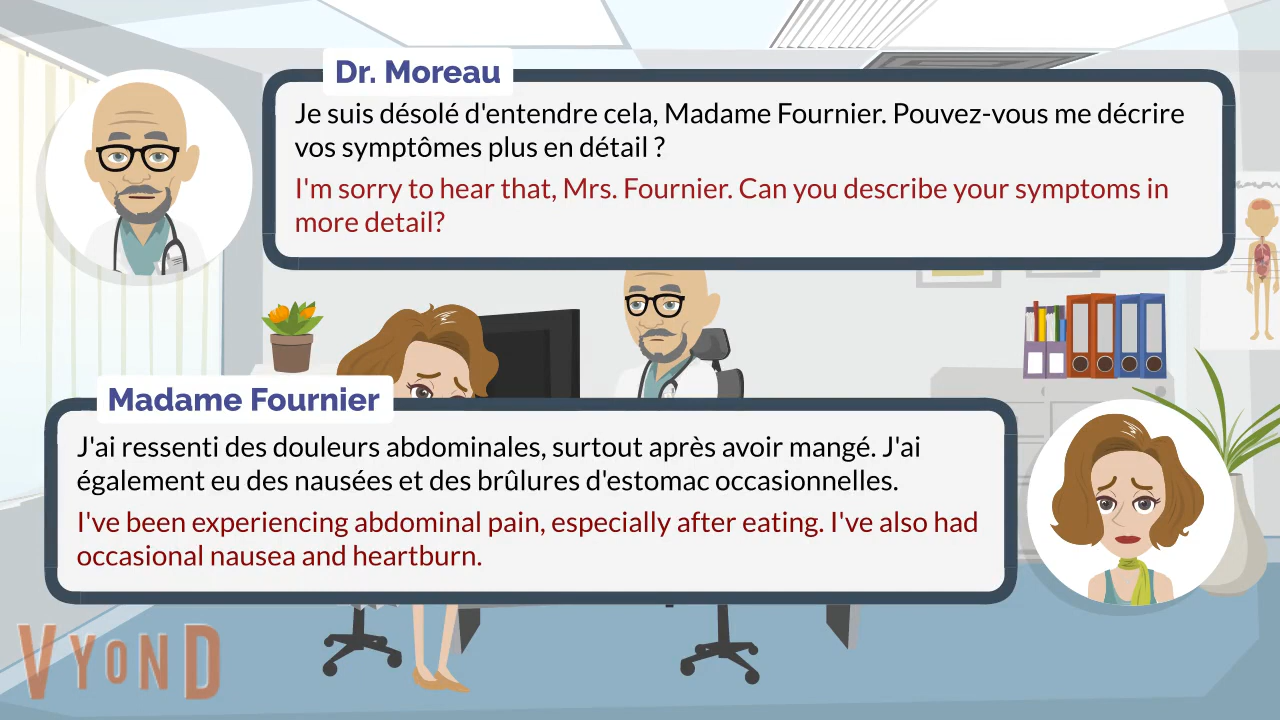 Dr. Moreau
Je suis désolé d'entendre cela, Madame Fournier. Pouvez-vous me décrire
vos symptômes plus en détail ?
I'm sorry to hear that, Mrs. Fournier. Can you describe your symptoms in
more detail?
Madame Fournier
J'ai ressenti des douleurs abdominales, surtout après avoir mangé. J'ai
également eu des nausées et des brûlures d'estomac occasionnelles.
I've been experiencing abdominal pain, especially after eating. I've also had
occasional nausea and heartburn.
VYOND